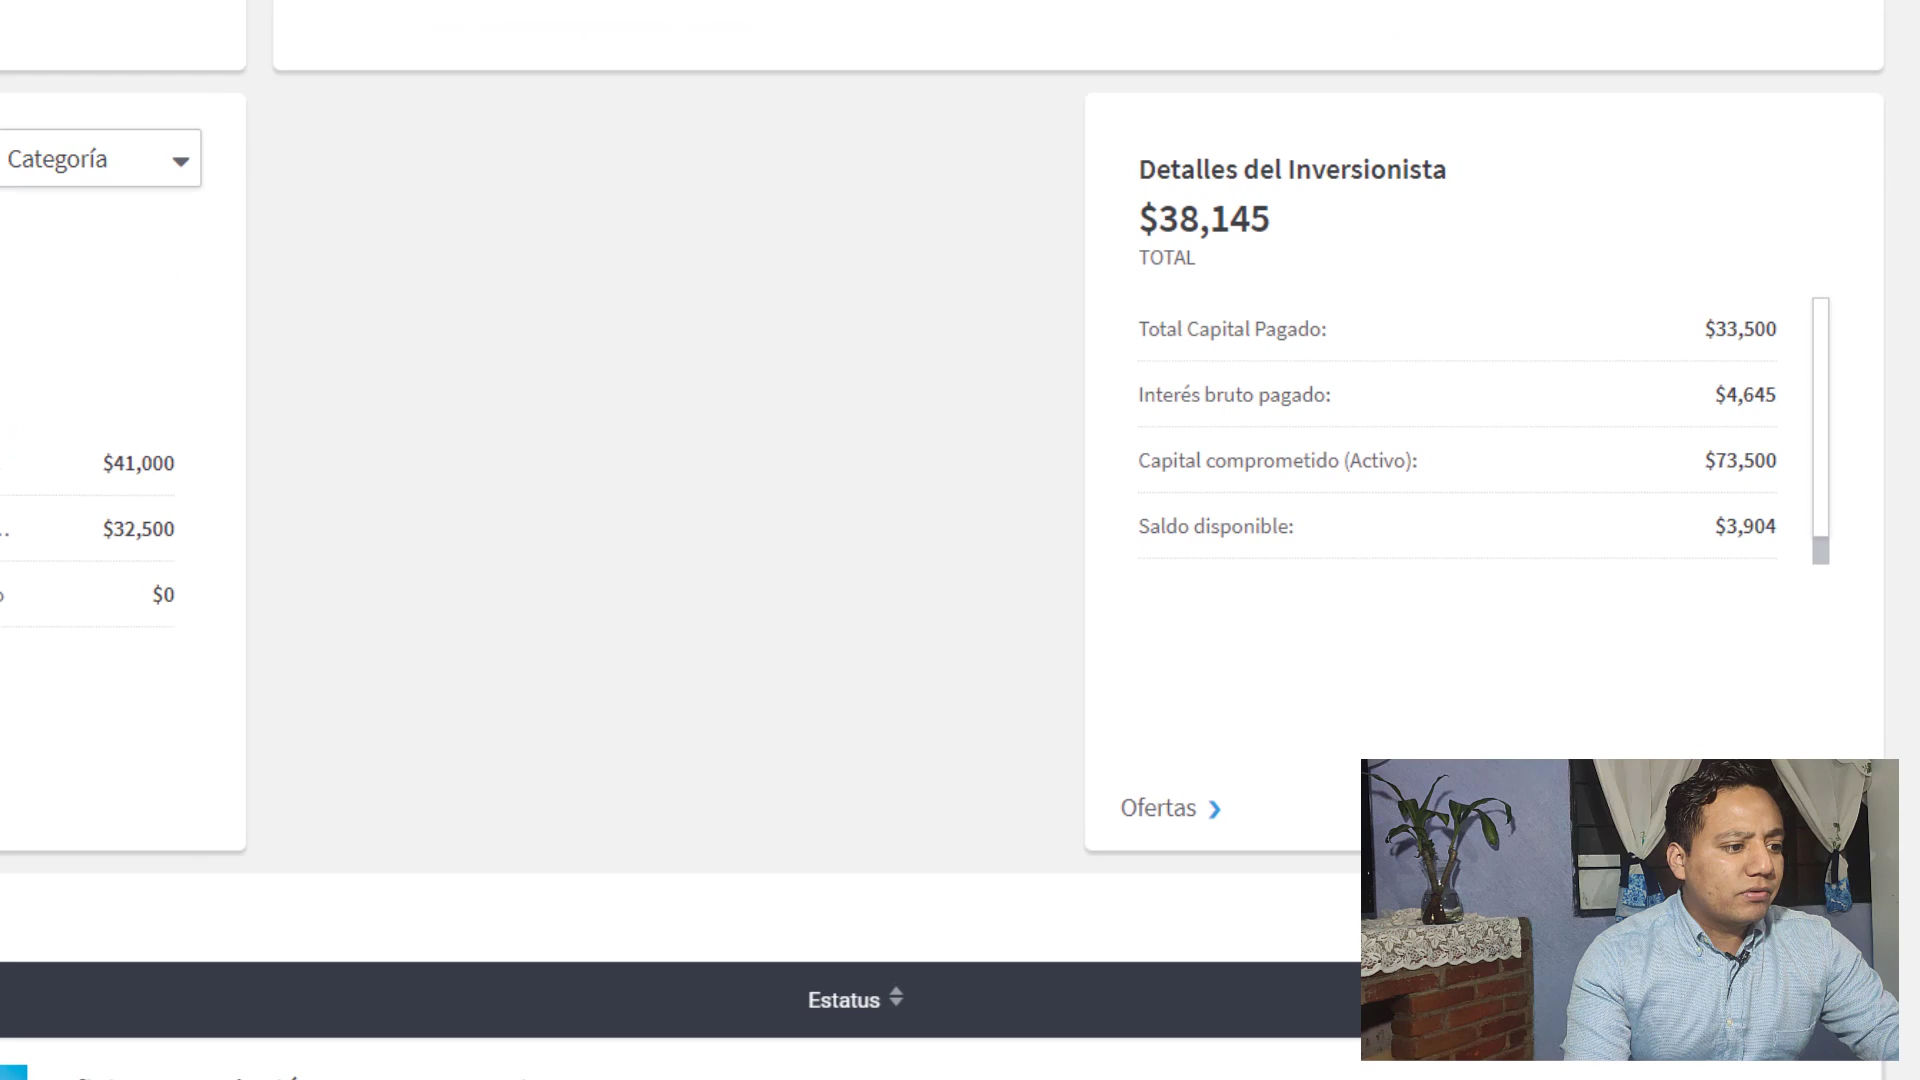 Categoría
$41,000
$32,500
$0
Detalles del Inversionista
$38,145
TOTAL
Total Capital Pagado: $33,500
Interés bruto pagado: $4,645
Capital comprometido (Activo): $73,500
Saldo disponible: $3,904
Ofertas
Estatus